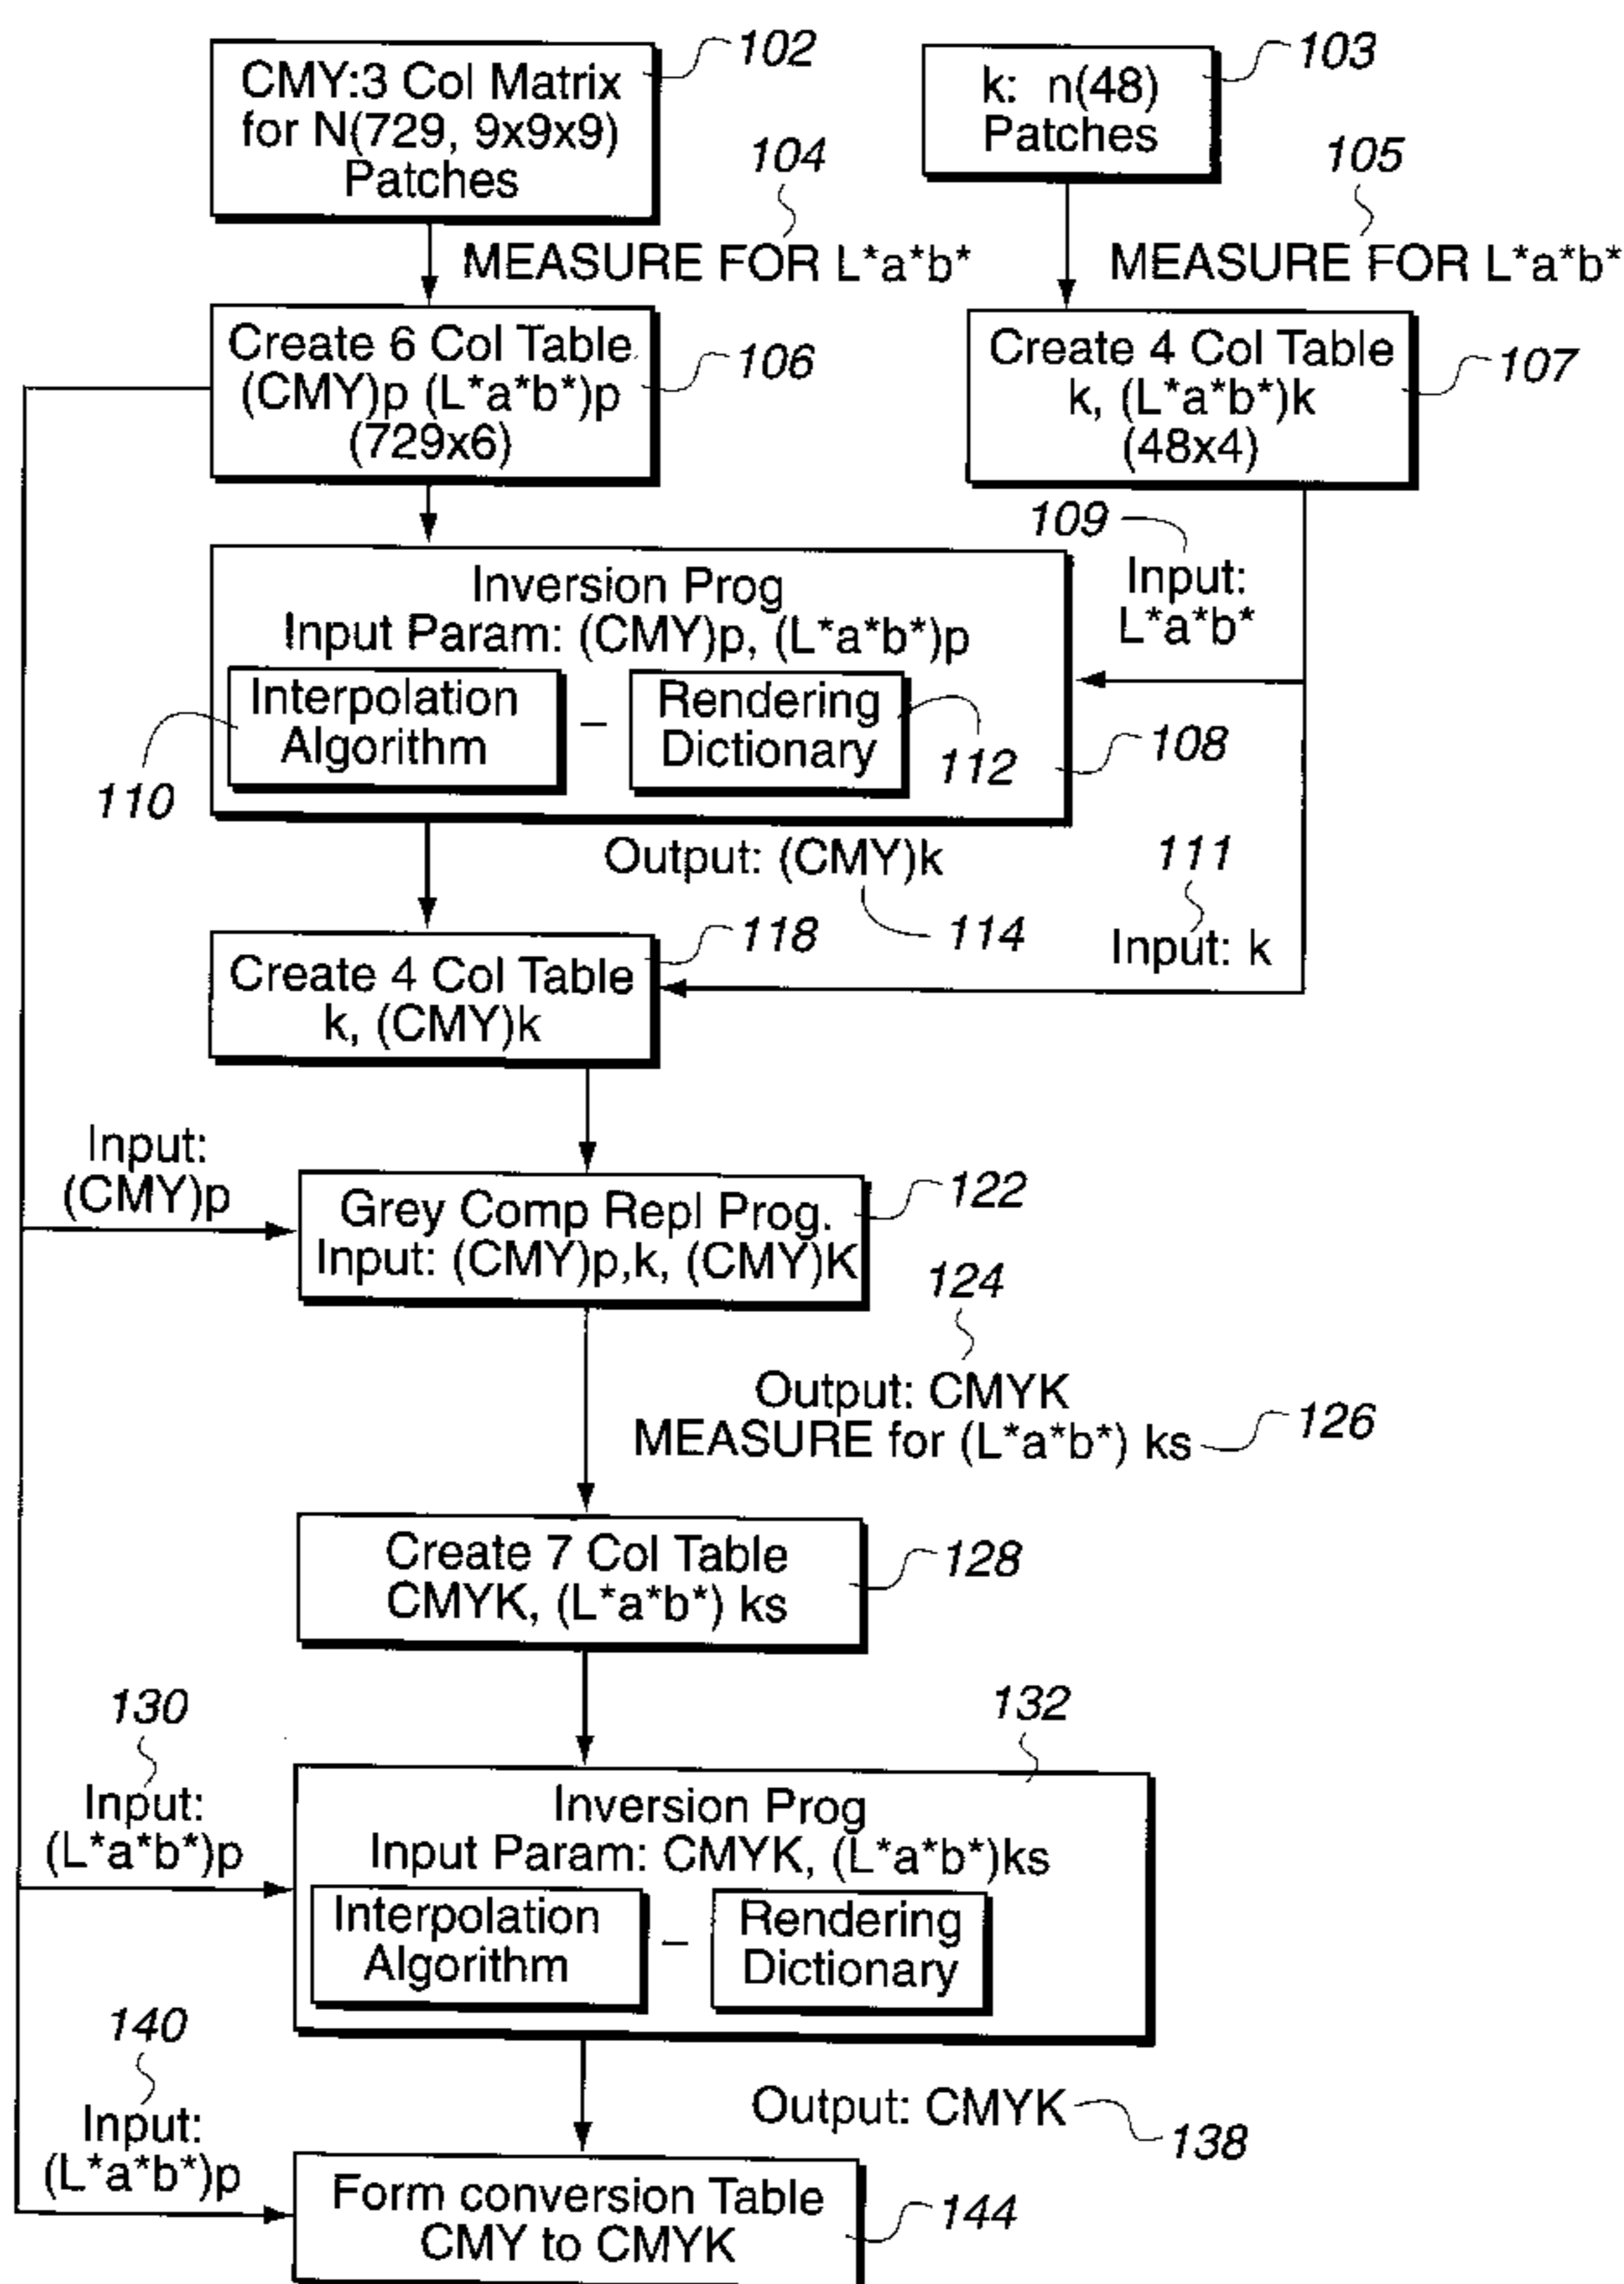 102
CMY:3 Col Matrix
for N(729, 9x9x9)
Patches
103
k: n(48)
Patches
104
MEASURE FOR L*a*b*
105
MEASURE FOR L*a*b*
Create 6 Col Table
(CMY)p (L*a*b*)p
(729x6)
106
Create 4 Col Table
k, (L*a*b*)k
(48x4)
107
109
Input:
L*a*b*
Inversion Prog
Input Param: (CMY)p, (L*a*b*)p
Interpolation
Algorithm
–
Rendering
Dictionary
110
112
108
Output: (CMY)k
114
111
Input: k
118
Create 4 Col Table
k, (CMY)k
Input:
(CMY)p
Grey Comp Repl Prog.
Input: (CMY)p,k, (CMY)K
122
124
Output: CMYK
MEASURE for (L*a*b*) ks
126
Create 7 Col Table
CMYK, (L*a*b*) ks
128
130
Input:
(L*a*b*)p
132
Inversion Prog
Input Param: CMYK, (L*a*b*)ks
Interpolation
Algorithm
–
Rendering
Dictionary
140
Input:
(L*a*b*)p
Output: CMYK
138
Form conversion Table
CMY to CMYK
144